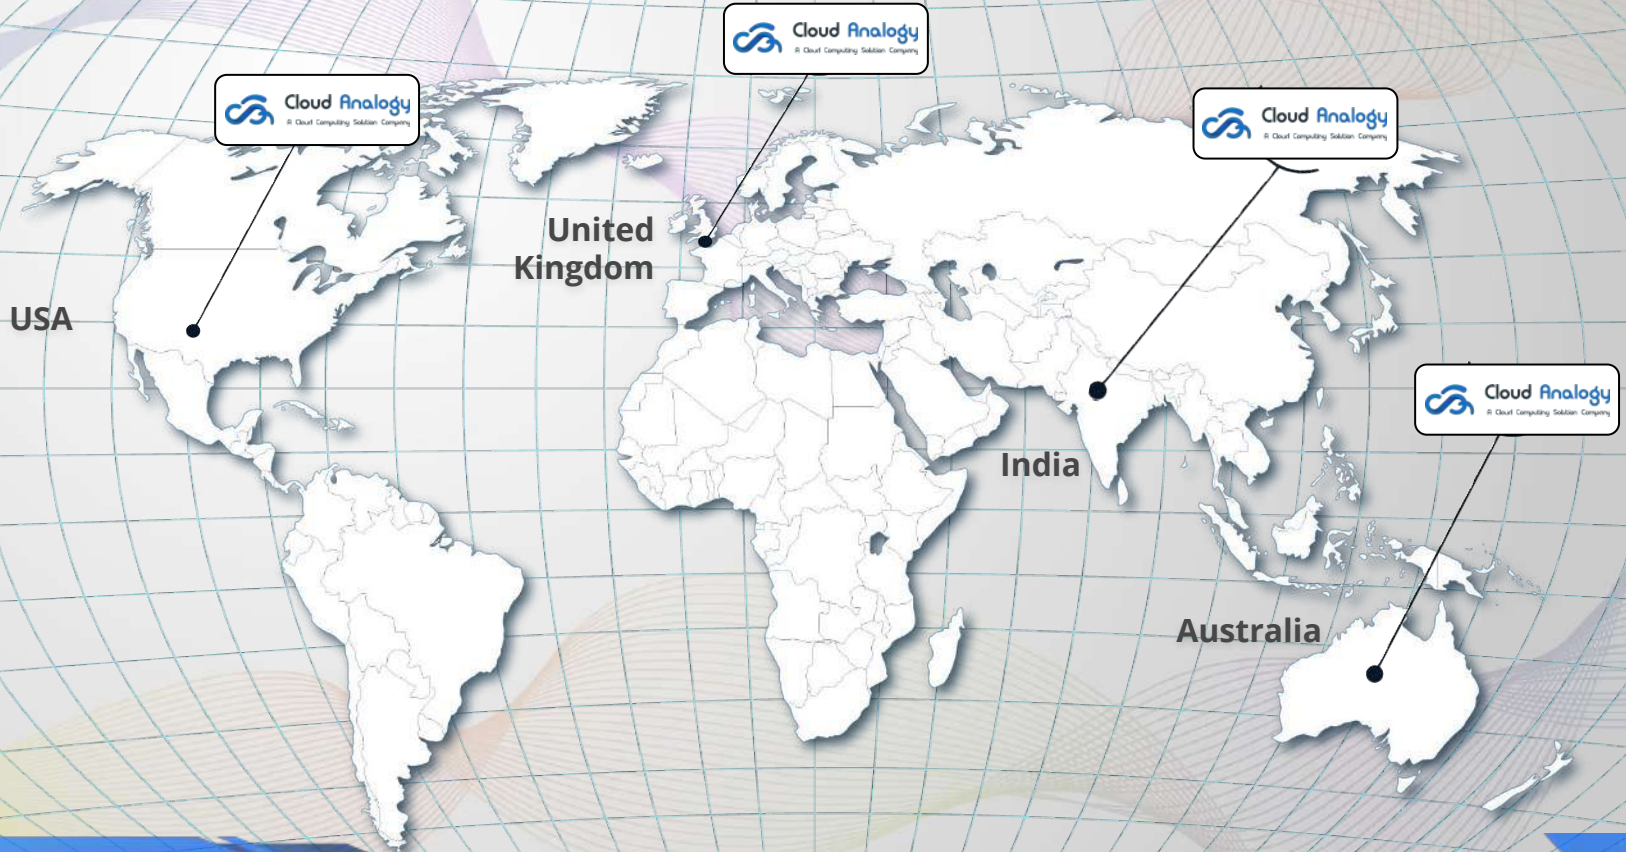 Cloud Analogy
A Cloud Computing Solution Company
Cloud Analogy
A Cloud Computing Solution Company
Cloud Analogy
A Cloud Computing Solution Company
United
Kingdom
USA
Cloud Analogy
A Cloud Computing Solution Company
India
Australia